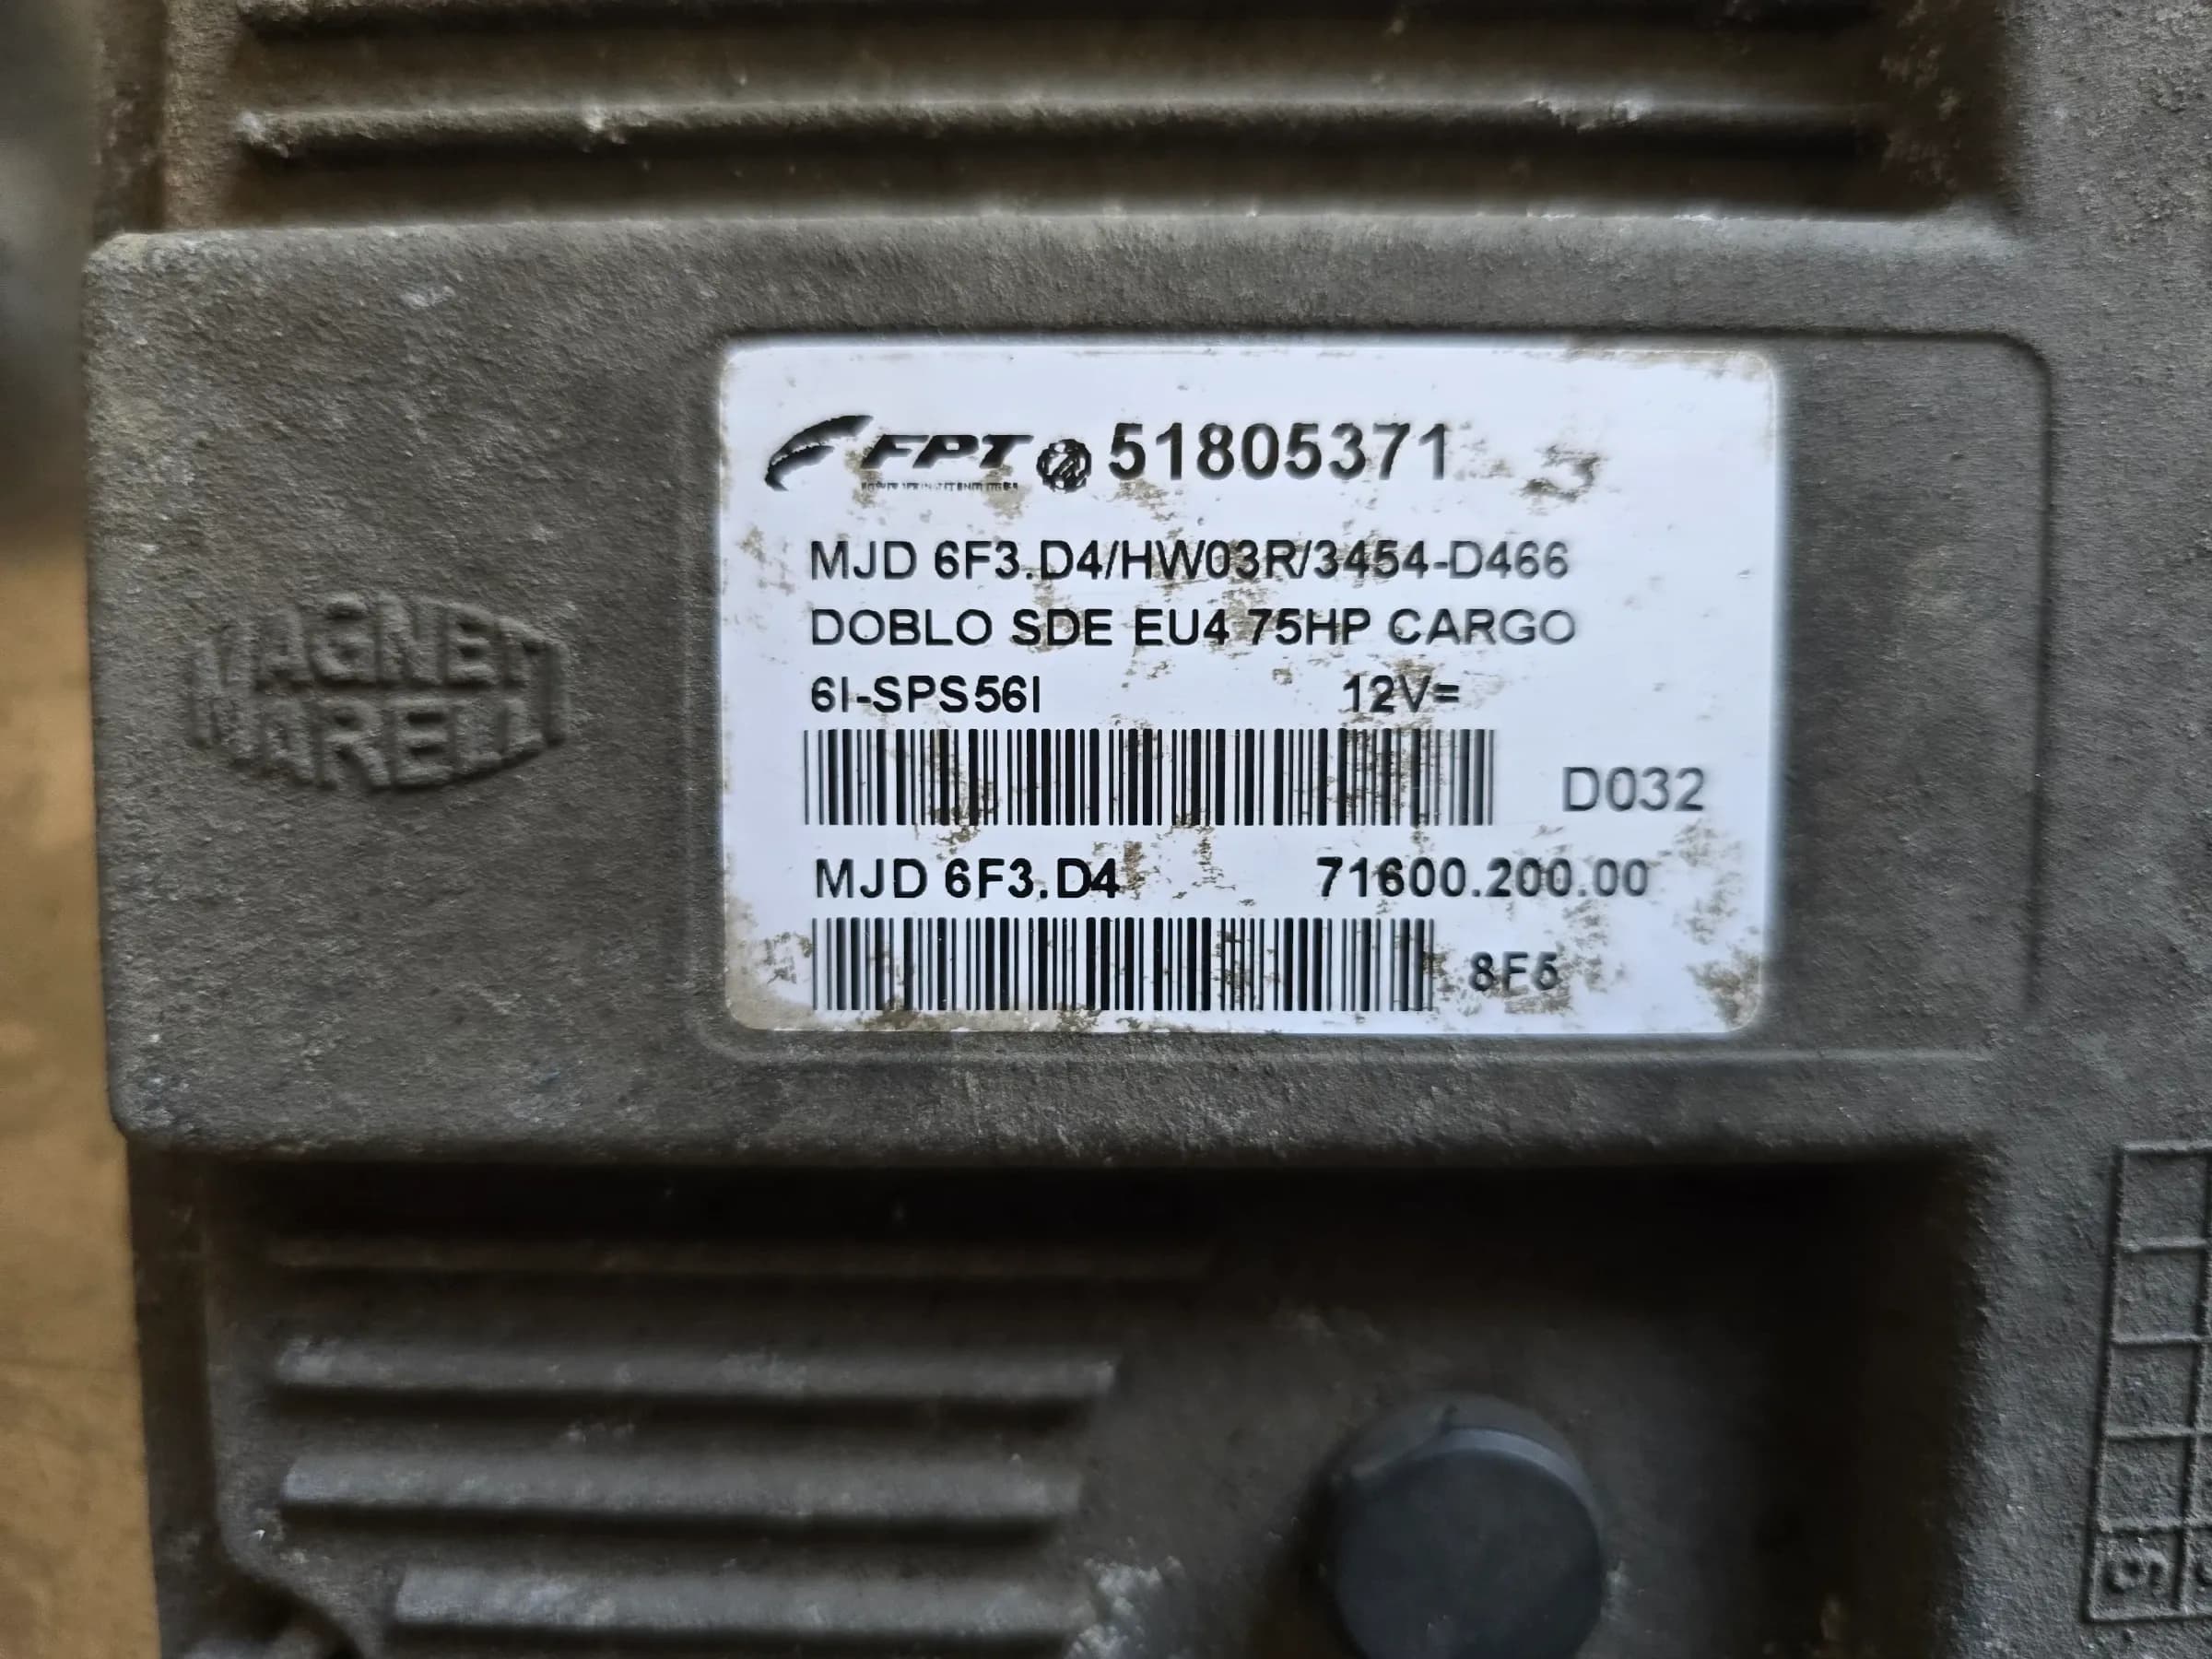 MAGNETI
MARELLI
FPT 51805371
MJD 6F3.D4/HW03R/3454-D466
DOBLO SDE EU4 75HP CARGO
6I-SPS56I 12V=
D032
MJD 6F3.D4 71600.200.00
8F5